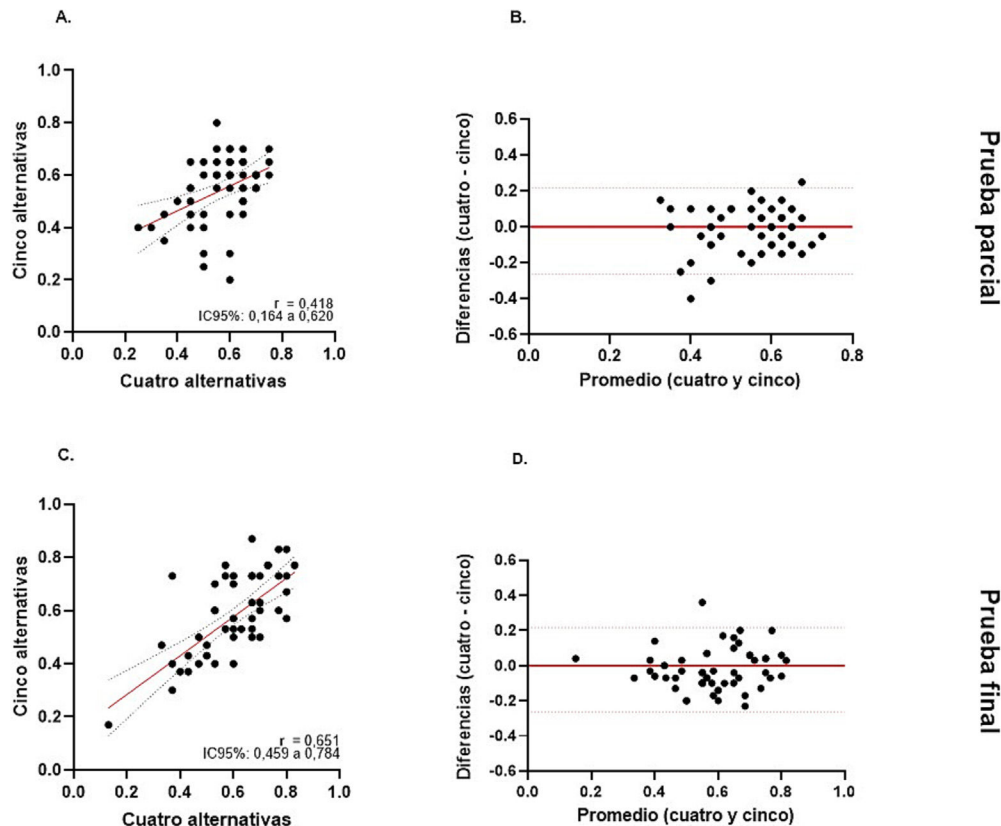 A.
Cinco alternativas
1.0
0.8
0.6
0.4
0.2
0.0
r = 0,418
IC95%: 0,164 a 0,620
0.0 0.2 0.4 0.6 0.8 1.0
Cuatro alternativas
B.
Diferencias (cuatro - cinco)
0.6
0.4
0.2
0.0
-0.2
-0.4
-0.6
0.0 0.2 0.4 0.6 0.8
Promedio (cuatro y cinco)
Prueba parcial
C.
Cinco alternativas
1.0
0.8
0.6
0.4
0.2
0.0
r = 0,651
IC95%: 0,459 a 0,784
0.0 0.2 0.4 0.6 0.8 1.0
Cuatro alternativas
D.
Diferencias (cuatro - cinco)
0.6
0.4
0.2
0.0
-0.2
-0.4
-0.6
0.0 0.2 0.4 0.6 0.8 1.0
Promedio (cuatro y cinco)
Prueba final